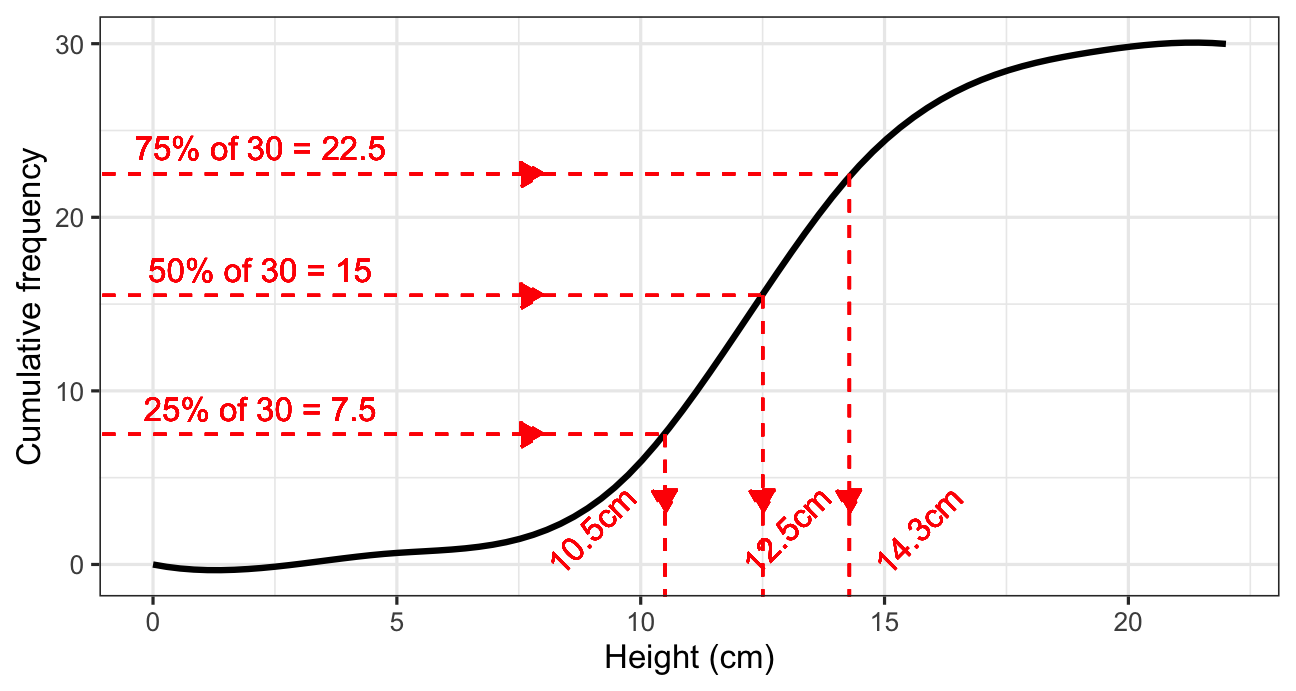 30
75% of 30 = 22.5
20
50% of 30 = 15
10
25% of 30 = 7.5
0
10.5cm
12.5cm
14.3cm
0 5 10 15 20
Height (cm)
Cumulative frequency